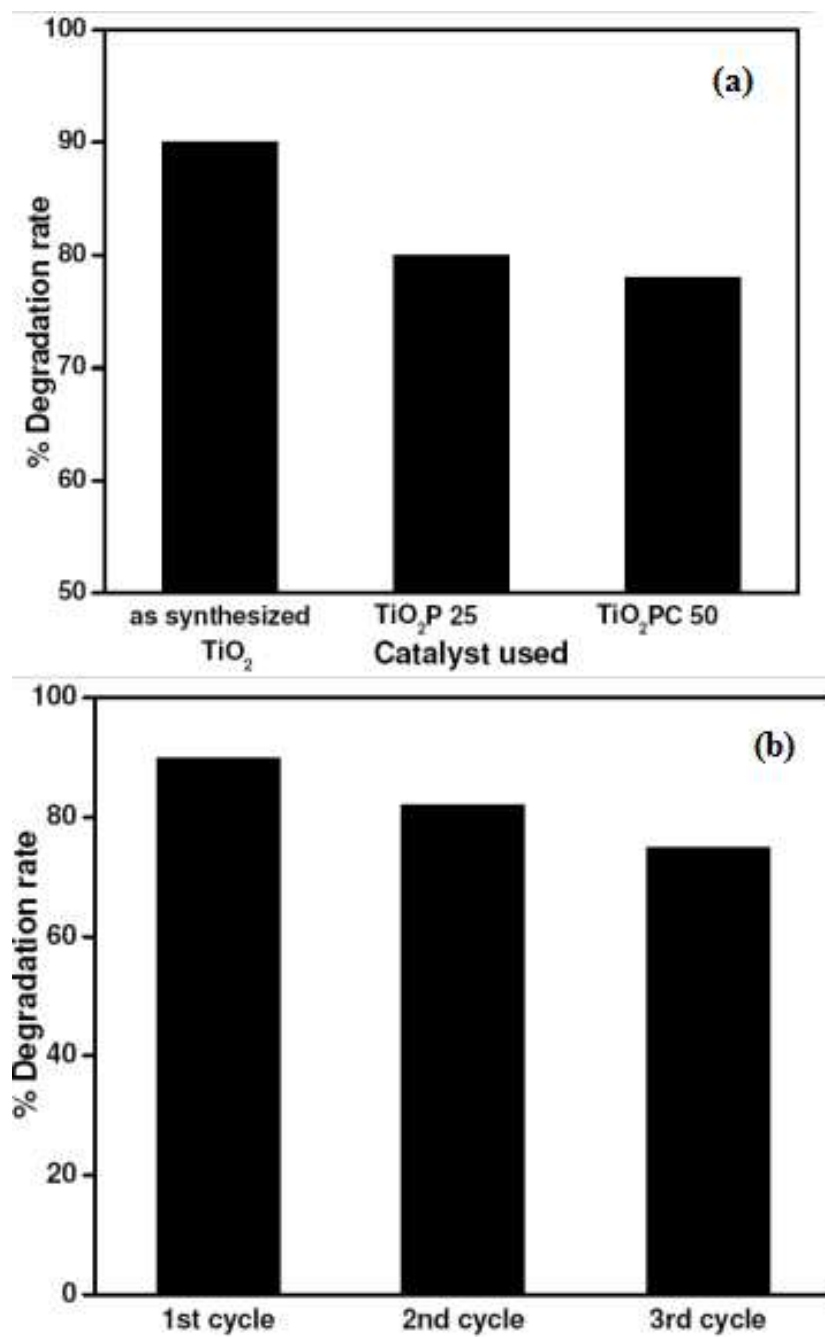 (a)
% Degradation rate
100
90
80
70
60
50
as synthesized TiO₂
TiO₂P 25
TiO₂PC 50
Catalyst used
(b)
% Degradation rate
100
80
60
40
20
0
1st cycle
2nd cycle
3rd cycle